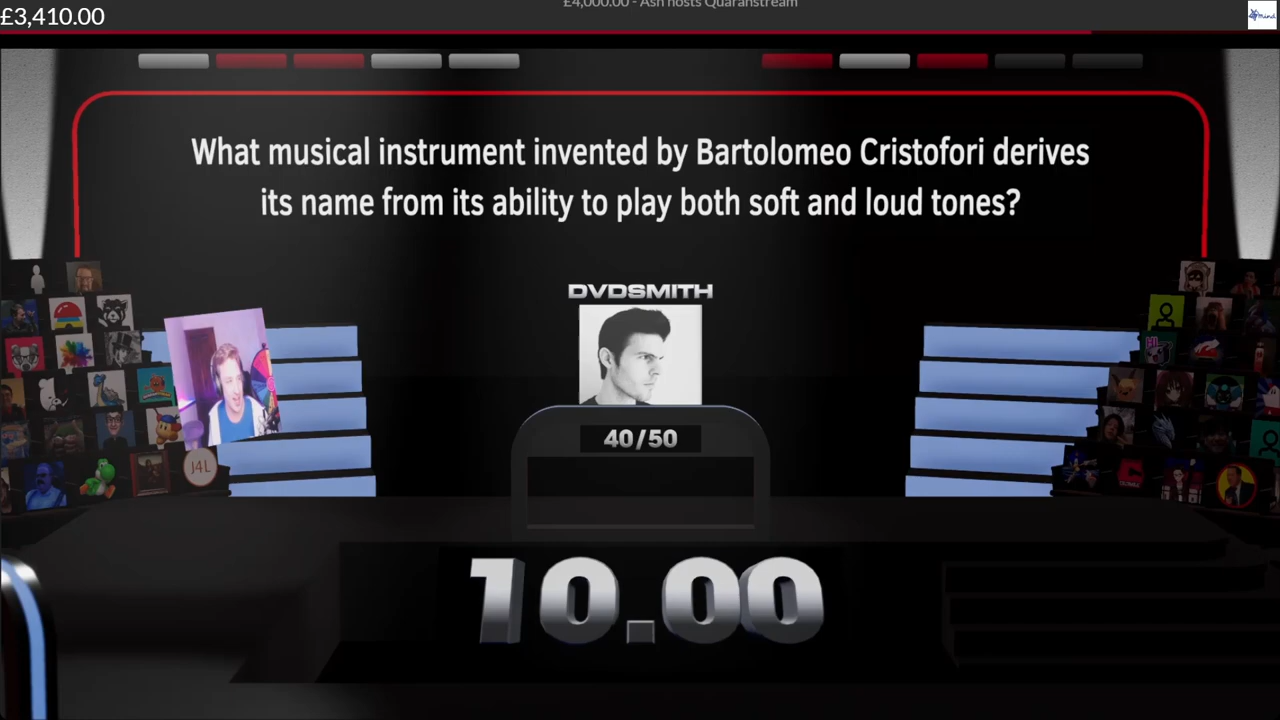 £4,000.00 - Ash hosts Quaranstream
£3,410.00
What musical instrument invented by Bartolomeo Cristofori derives
its name from its ability to play both soft and loud tones?
DVDSMITH
40/50
J4L
10.00